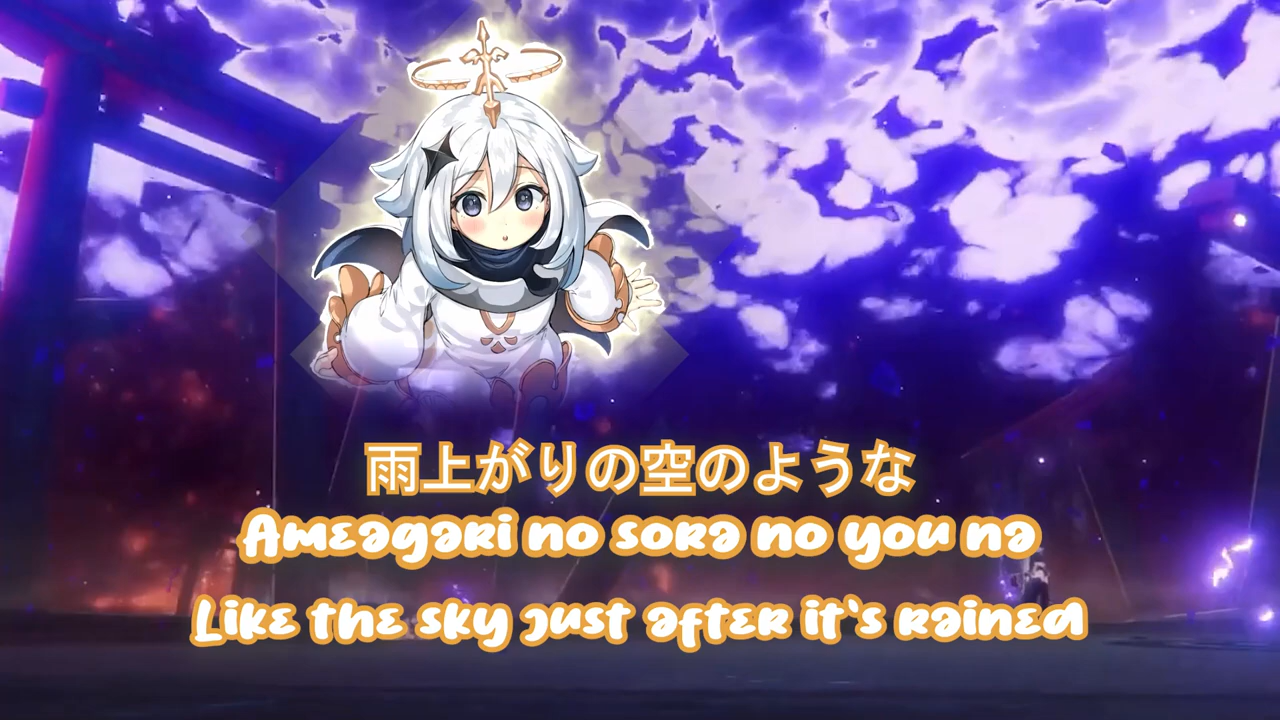 雨上がりの空のような
Ameagari no sora no you na
Like the sky just after it's rained